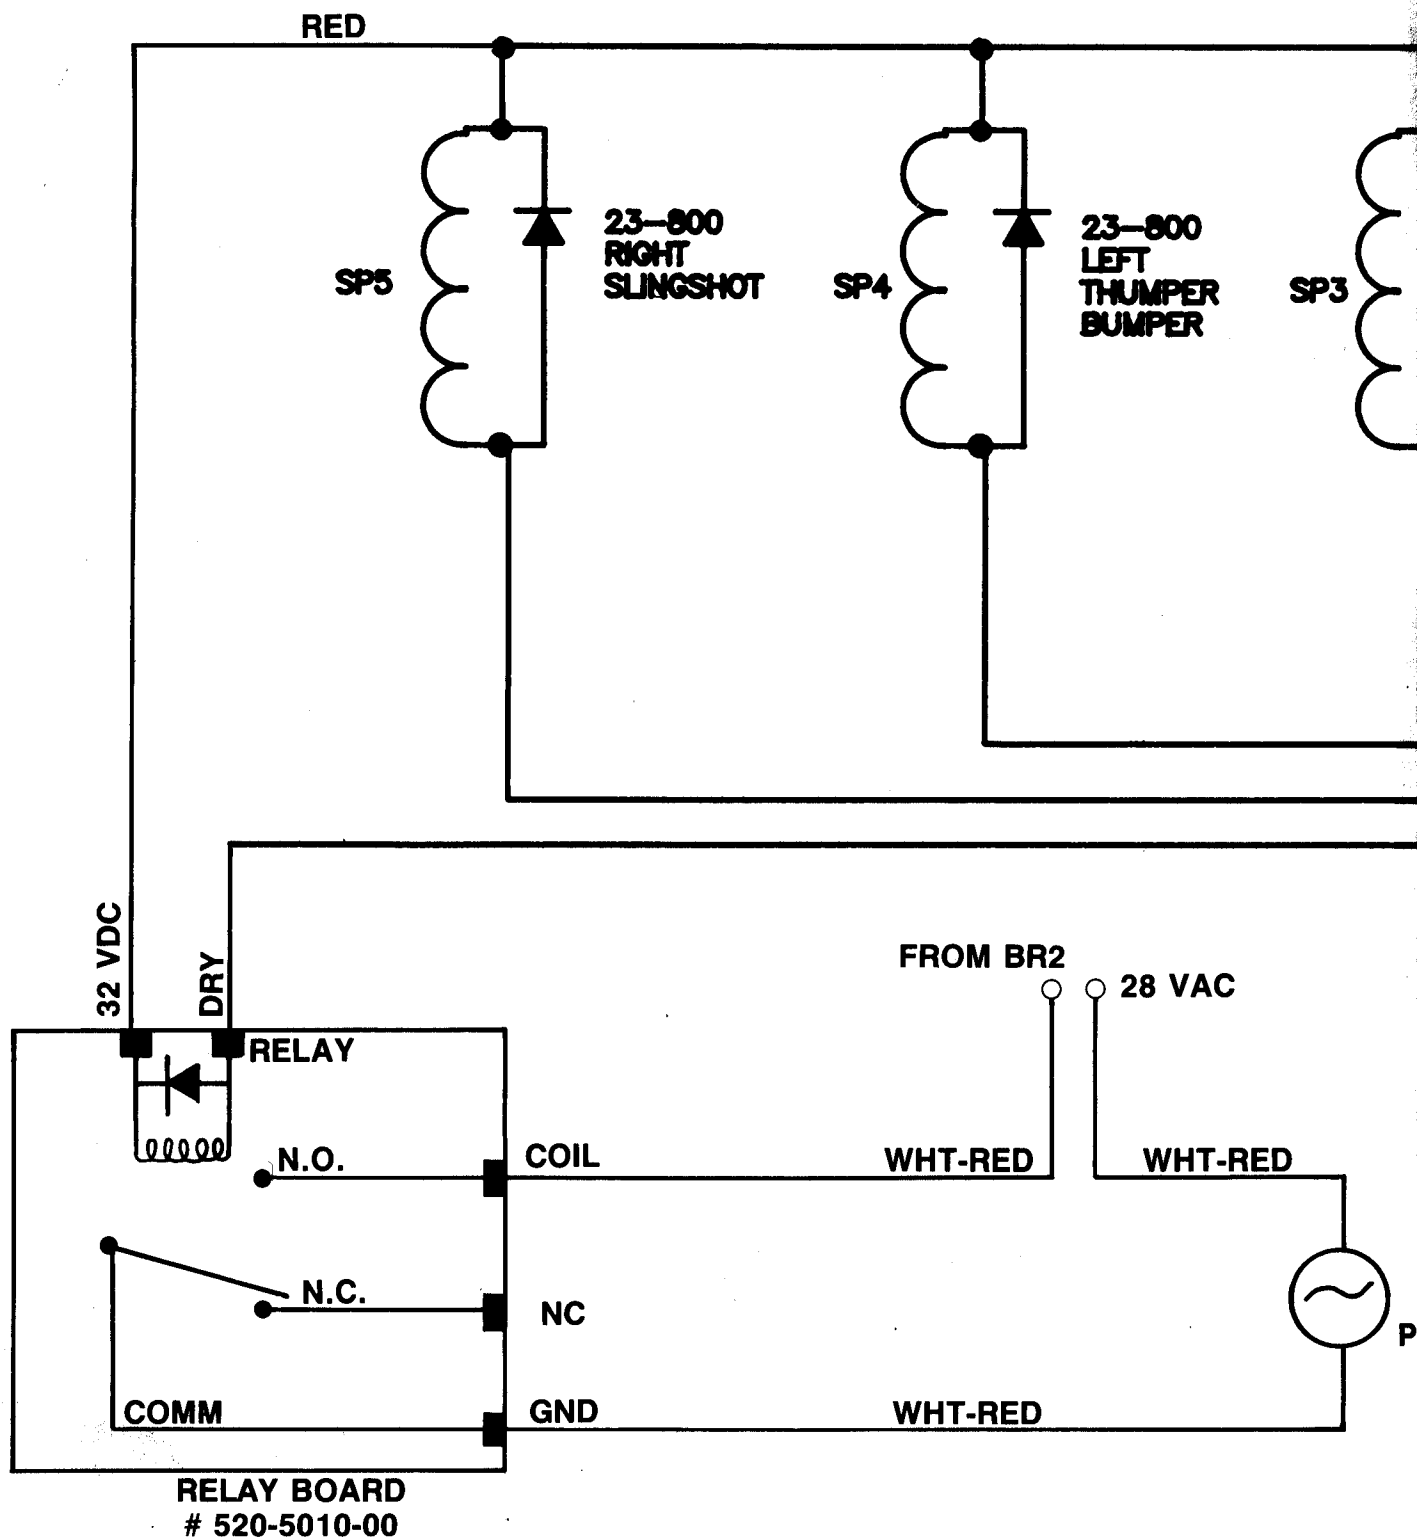 RED
SP5
23-800
RIGHT
SLINGSHOT
SP4
23-800
LEFT
THUMPER
BUMPER
SP3
32 VDC
DRY
RELAY
FROM BR2
28 VAC
N.O.
COIL
WHT-RED
WHT-RED
N.C.
NC
P
COMM
GND
WHT-RED
RELAY BOARD
# 520-5010-00